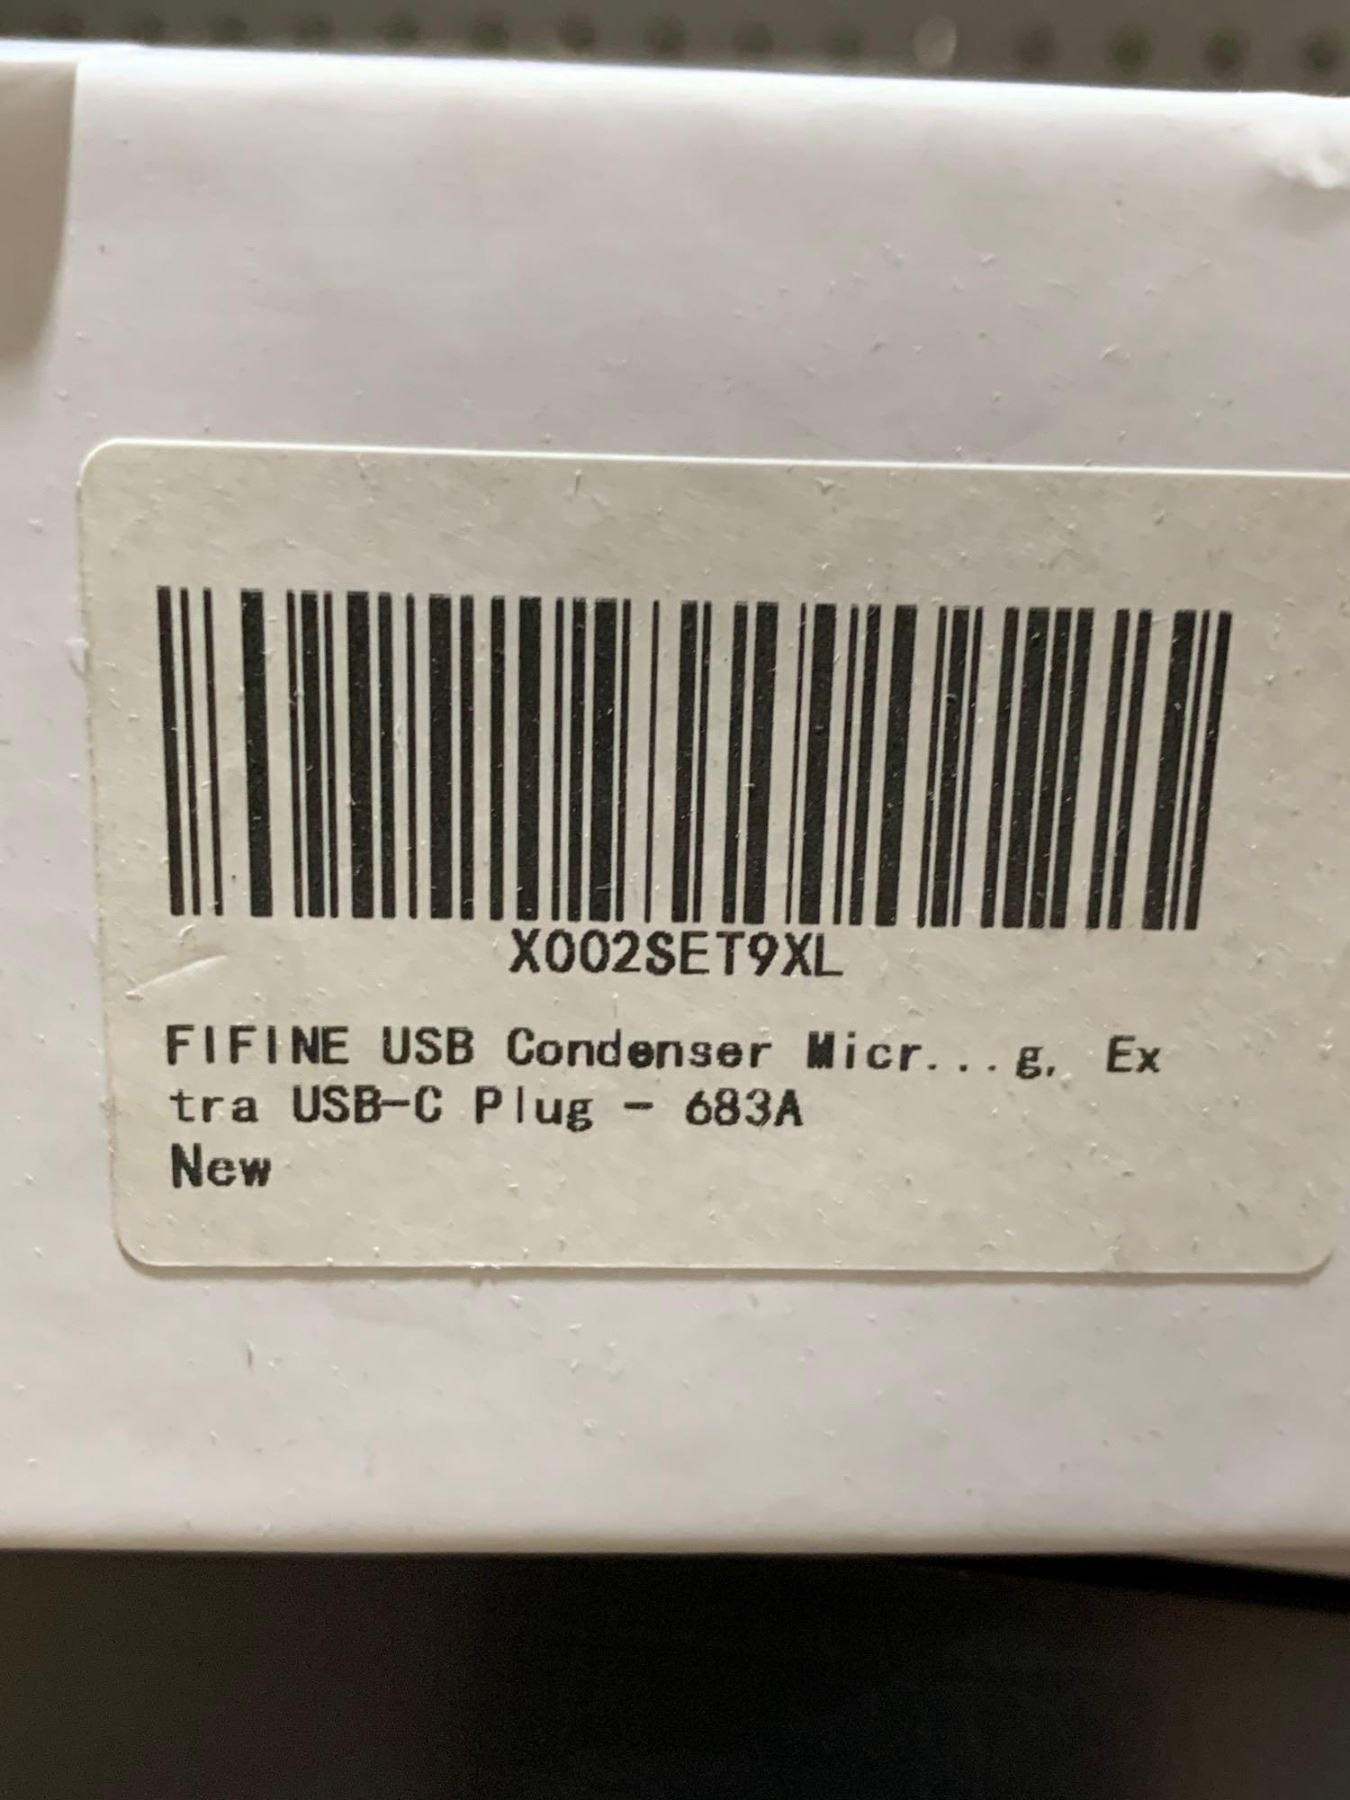 X002SET9XL
FIFINE USB Condenser Micr...g, Ex
tra USB-C Plug - 683A
New